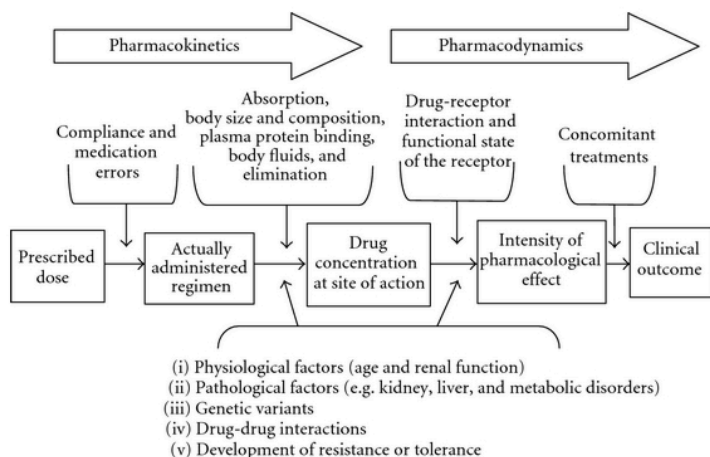 Pharmacokinetics
Pharmacodynamics
Compliance and
medication
errors
Absorption,
body size and composition,
plasma protein binding,
body fluids, and
elimination
Drug-receptor
interaction and
functional state
of the receptor
Concomitant
treatments
Prescribed
dose
Actually
administered
regimen
Drug
concentration
at site of action
Intensity of
pharmacological
effect
Clinical
outcome
(i) Physiological factors (age and renal function)
(ii) Pathological factors (e.g. kidney, liver, and metabolic disorders)
(iii) Genetic variants
(iv) Drug-drug interactions
(v) Development of resistance or tolerance